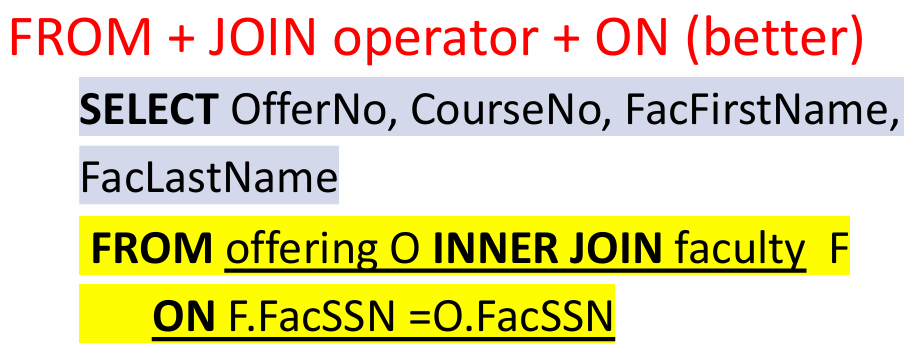 FROM + JOIN operator + ON (better)
SELECT OfferNo, CourseNo, FacFirstName,
FacLastName
FROM offering O INNER JOIN faculty F
ON F.FacSSN =O.FacSSN